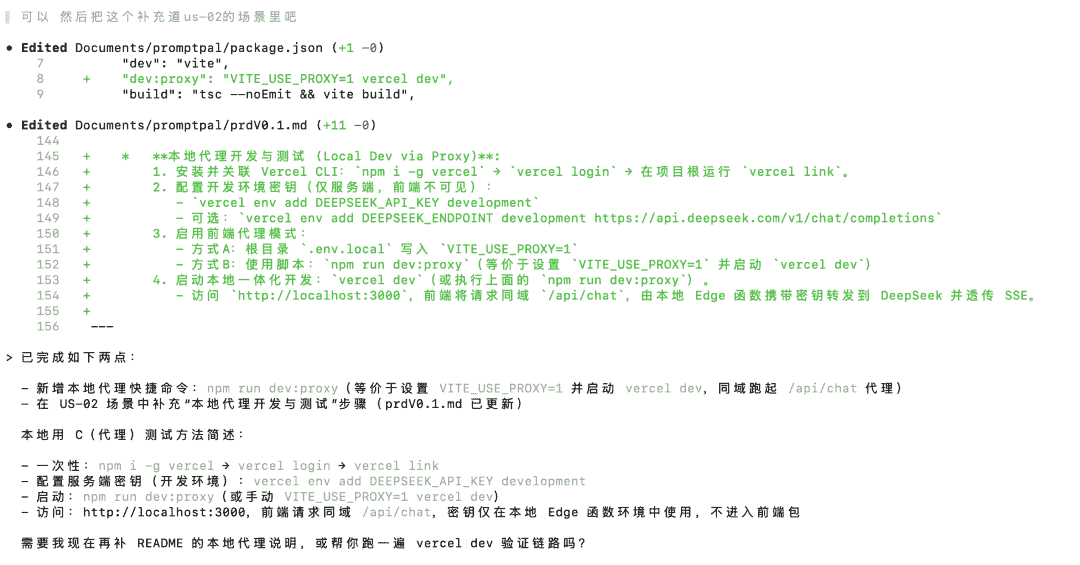 可以 然后把这个补充道us-02的场景里吧
● Edited Documents/promptpal/package.json (+1 -0)
7 "dev": "vite",
8 + "dev:proxy": "VITE_USE_PROXY=1 vercel dev",
9 "build": "tsc --noEmit && vite build",
● Edited Documents/promptpal/prdV0.1.md (+11 -0)
144
145 + * **本地代理开发与测试 (Local Dev via Proxy)**:
146 + 1. 安装并关联 Vercel CLI：`npm i -g vercel` → `vercel login` → 在项目根运行 `vercel link`。
147 + 2. 配置开发环境密钥（仅服务端，前端不可见）:
148 + - `vercel env add DEEPSEEK_API_KEY development`
149 + - 可选：`vercel env add DEEPSEEK_ENDPOINT development https://api.deepseek.com/v1/chat/completions`
150 + 3. 启用前端代理模式：
151 + - 方式A：根目录 `.env.local` 写入 `VITE_USE_PROXY=1`
152 + - 方式B：使用脚本：`npm run dev:proxy`（等价于设置 `VITE_USE_PROXY=1` 并启动 `vercel dev`）
153 + 4. 启动本地一体化开发：`vercel dev`（或执行上面的 `npm run dev:proxy`）。
154 + - 访问 `http://localhost:3000`，前端将请求同域 `/api/chat`，由本地 Edge 函数携带密钥转发到 DeepSeek 并透传 SSE。
155 +
156 ---
> 已完成如下两点：
- 新增本地代理快捷命令：npm run dev:proxy（等价于设置 VITE_USE_PROXY=1 并启动 vercel dev，同域跑起 /api/chat 代理）
- 在 US-02 场景中补充“本地代理开发与测试”步骤（prdV0.1.md 已更新）
本地用 C（代理）测试方法简述：
- 一次性：npm i -g vercel → vercel login → vercel link
- 配置服务端密钥（开发环境）：vercel env add DEEPSEEK_API_KEY development
- 启动：npm run dev:proxy（或手动 VITE_USE_PROXY=1 vercel dev）
- 访问：http://localhost:3000，前端请求同域 /api/chat，密钥仅在本地 Edge 函数环境中使用，不进入前端包
需要我现在再补 README 的本地代理说明，或帮你跑一遍 vercel dev 验证链路吗？